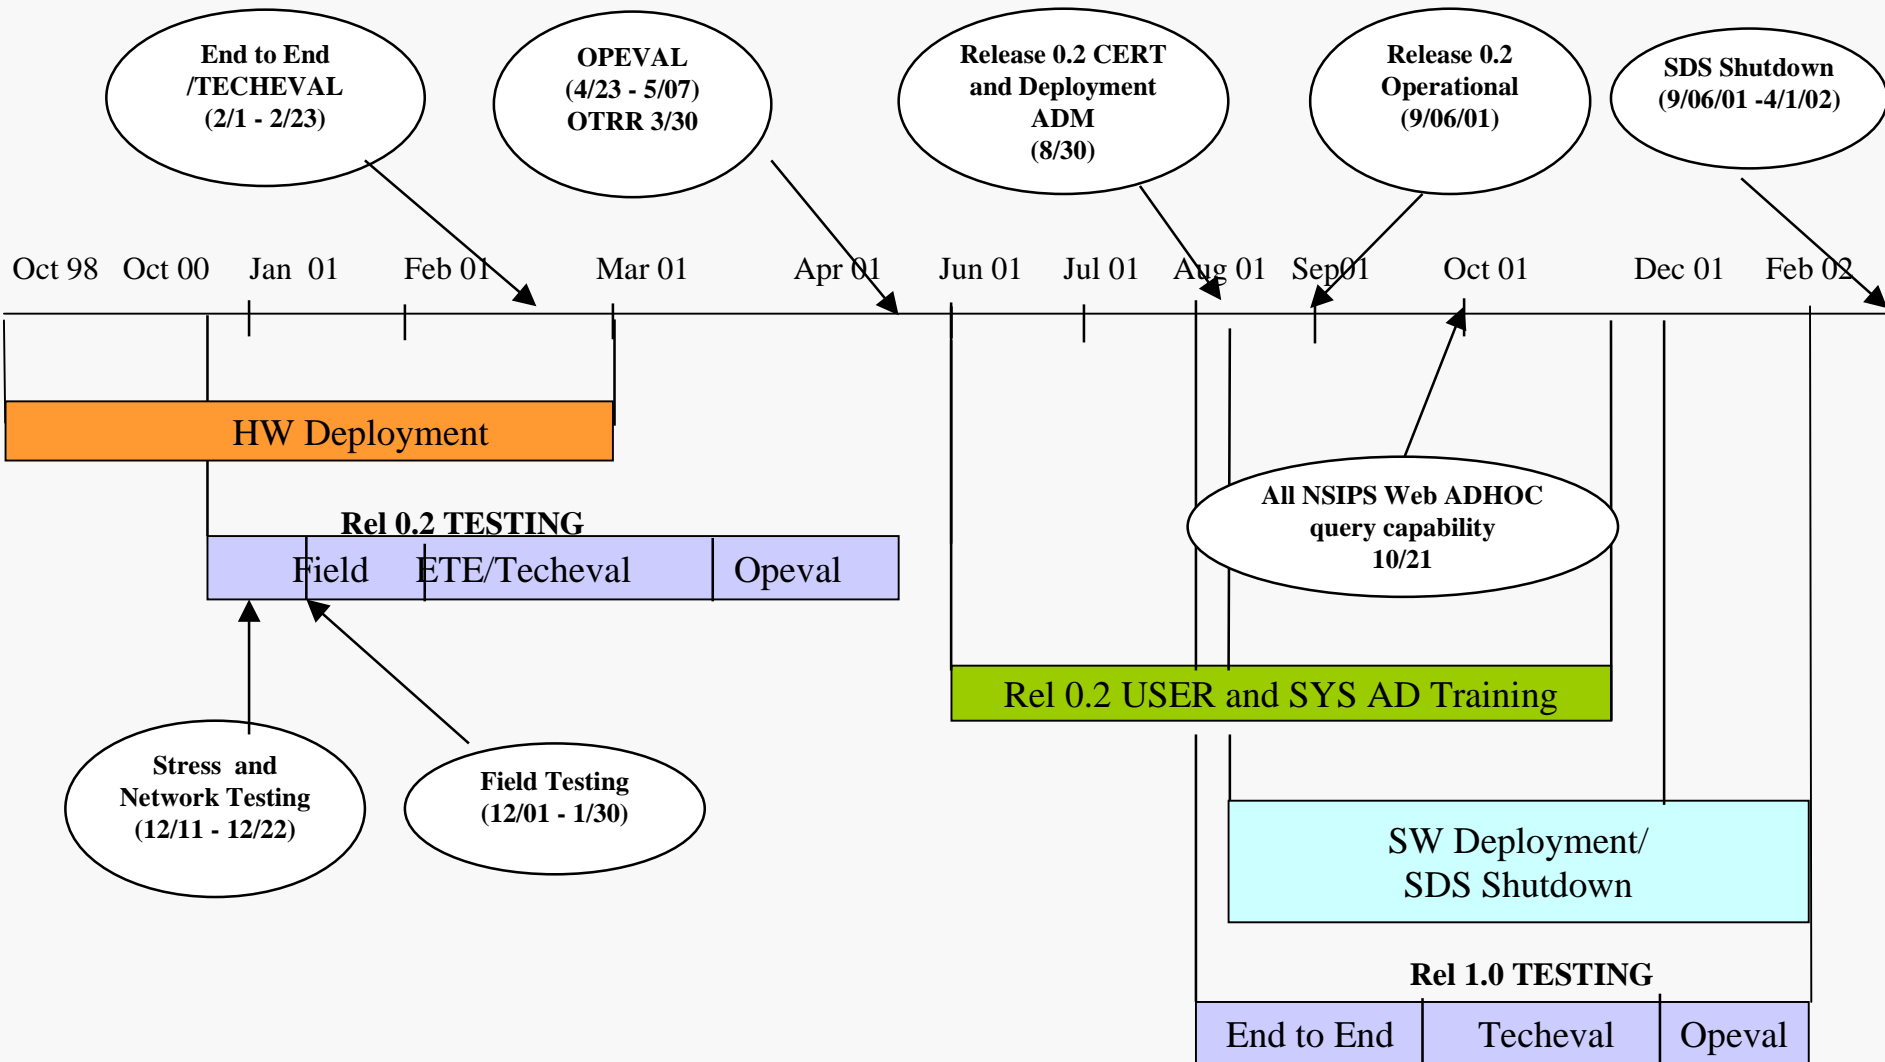 End to End
/TECHEVAL
(2/1 - 2/23)
OPEVAL
(4/23 - 5/07)
OTRR 3/30
Release 0.2 CERT
and Deployment
ADM
(8/30)
Release 0.2
Operational
(9/06/01)
SDS Shutdown
(9/06/01 -4/1/02)
Oct 98 Oct 00 Jan 01 Feb 01 Mar 01 Apr 01 Jun 01 Jul 01 Aug 01 Sep01 Oct 01 Dec 01 Feb 02
HW Deployment
All NSIPS Web ADHOC
query capability
10/21
Rel 0.2 TESTING
Field ETE/Techeval Opeval
Rel 0.2 USER and SYS AD Training
Stress and
Network Testing
(12/11 - 12/22)
Field Testing
(12/01 - 1/30)
SW Deployment/
SDS Shutdown
Rel 1.0 TESTING
End to End Techeval Opeval